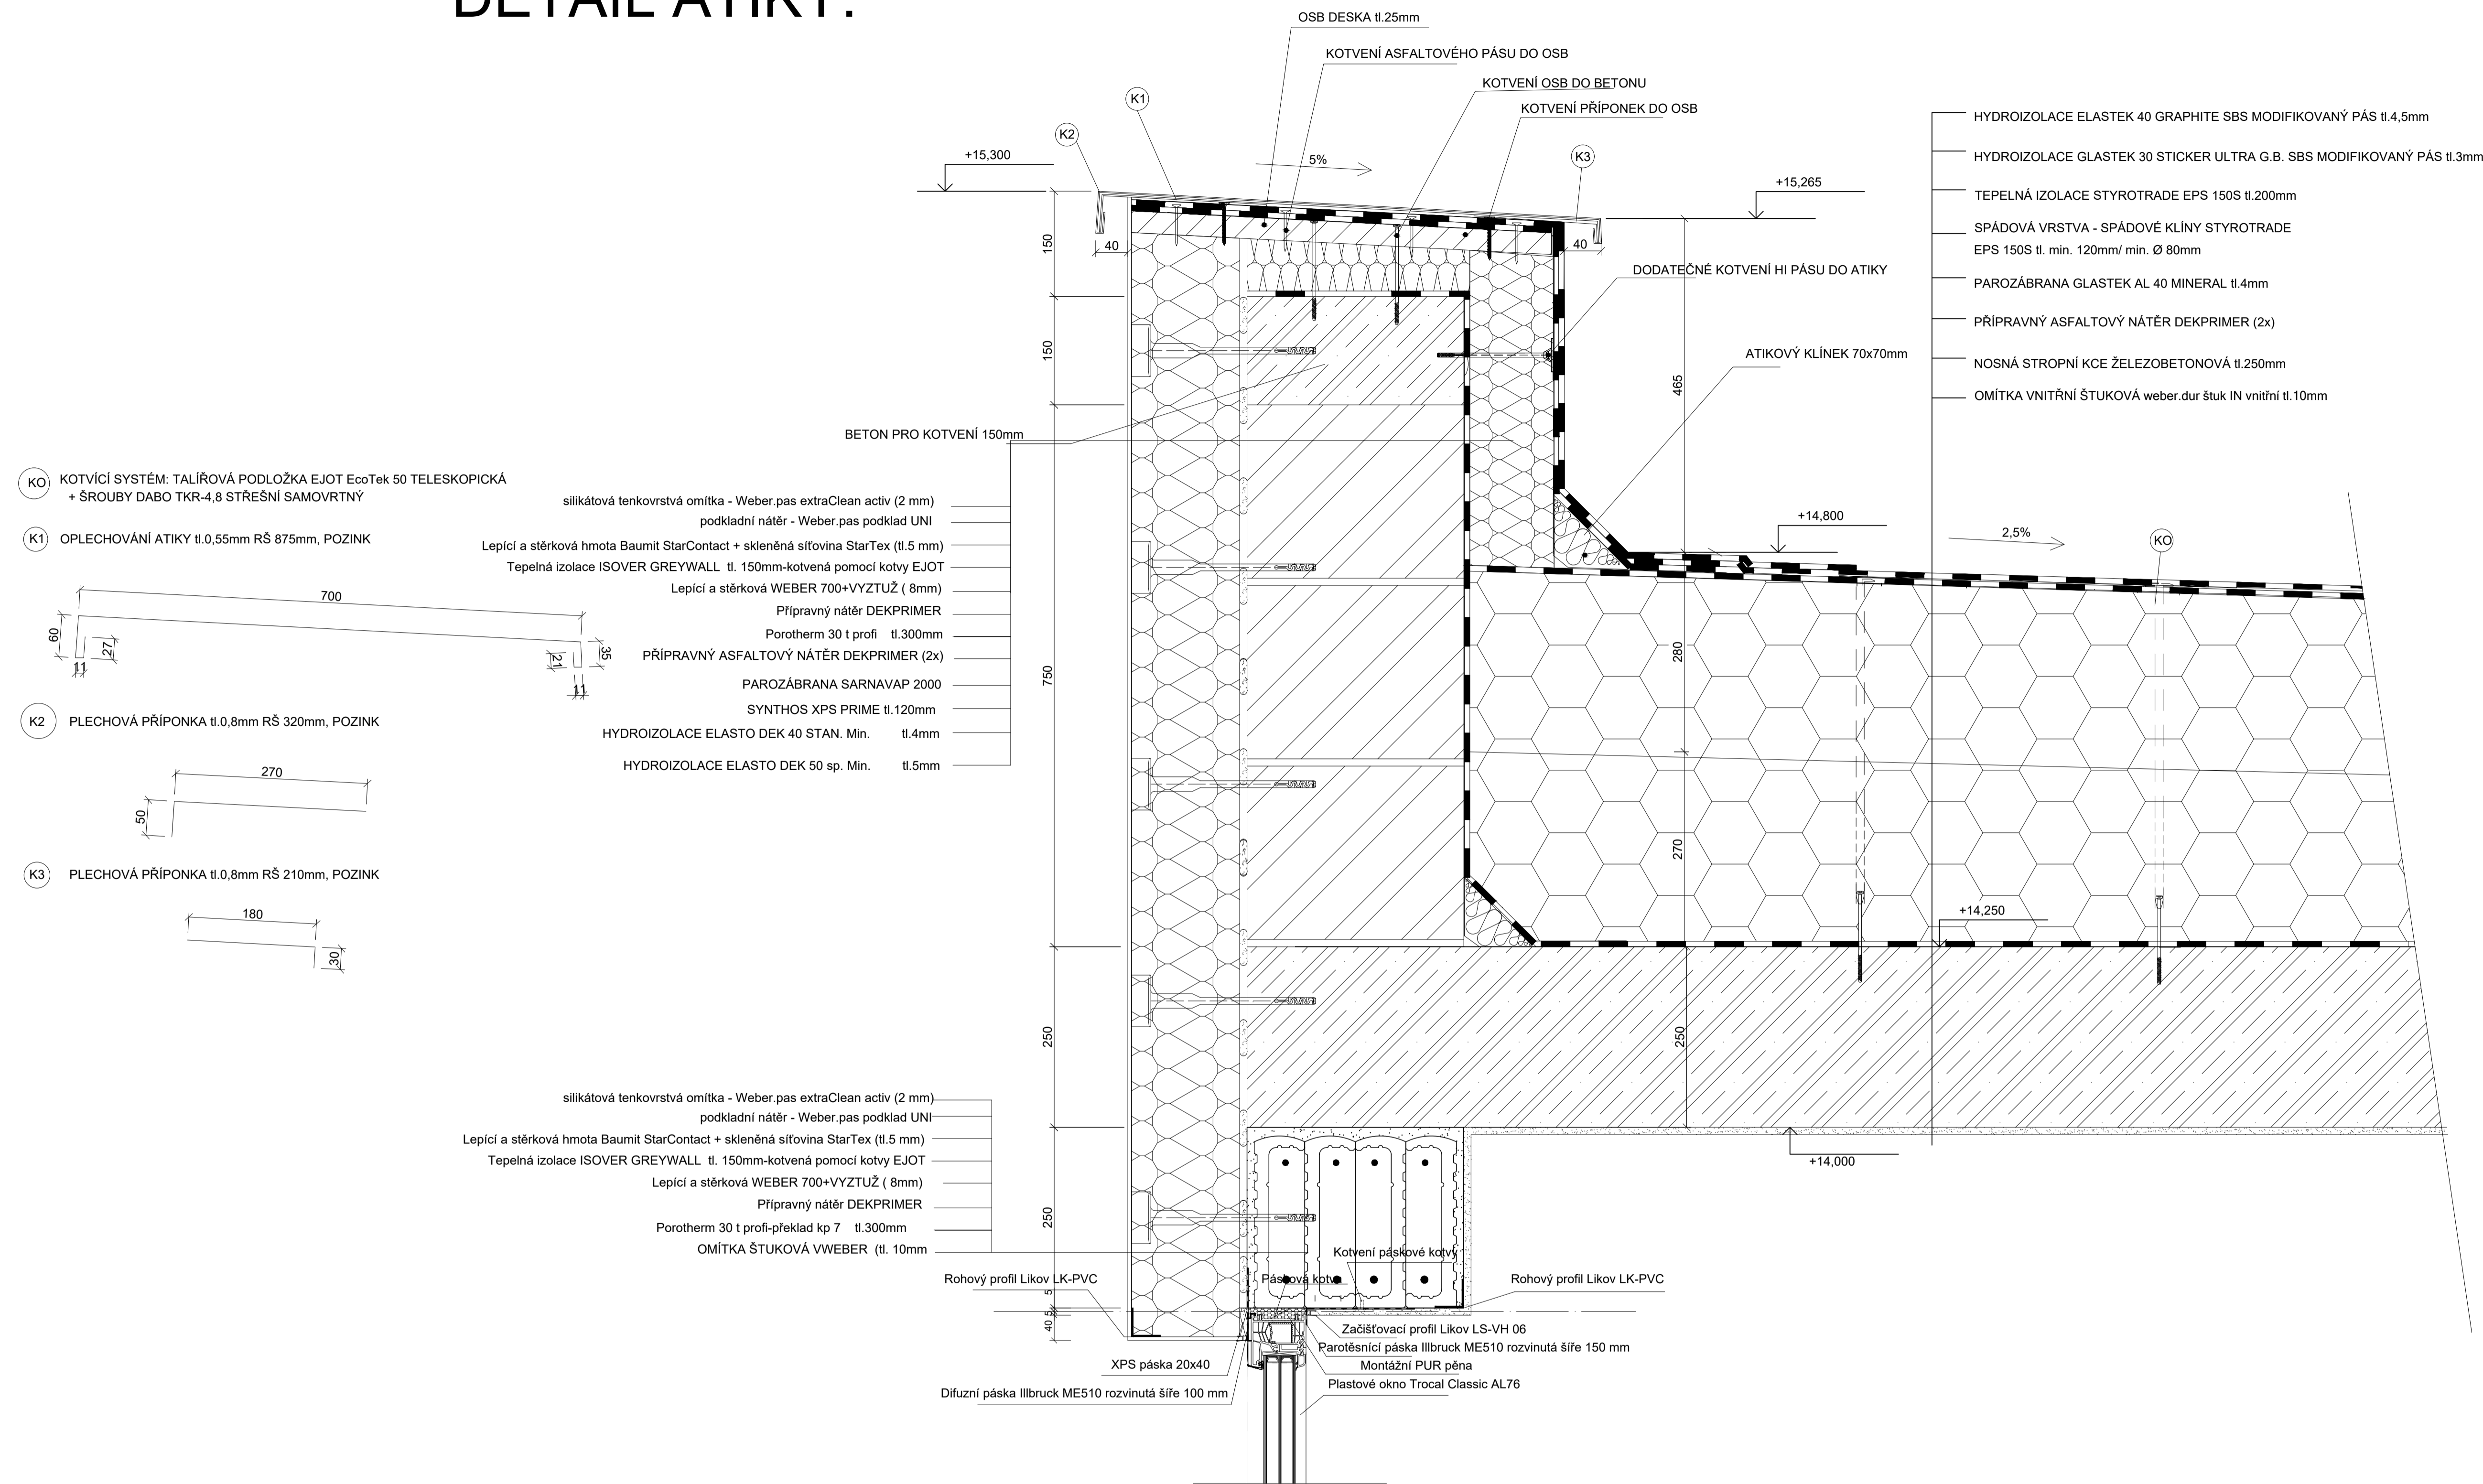 DETAIL ATIKY:
OSB DESKA tl.25mm
KOTVENÍ ASFALTOVÉHO PÁSU DO OSB
KOTVENÍ OSB DO BETONU
KOTVENÍ PŘÍPONEK DO OSB
K1
K2
K3
+15,300
5%
+15,265
HYDROIZOLACE ELASTEK 40 GRAPHITE SBS MODIFIKOVANÝ PÁS tl.4,5mm
HYDROIZOLACE GLASTEK 30 STICKER ULTRA G.B. SBS MODIFIKOVANÝ PÁS tl.3mm
TEPELNÁ IZOLACE STYROTRADE EPS 150S tl.200mm
SPÁDOVÁ VRSTVA - SPÁDOVÉ KLÍNY STYROTRADE
EPS 150S tl. min. 120mm/ min. Ø 80mm
PAROZÁBRANA GLASTEK AL 40 MINERAL tl.4mm
PŘÍPRAVNÝ ASFALTOVÝ NÁTĚR DEKPRIMER (2x)
NOSNÁ STROPNÍ KCE ŽELEZOBETONOVÁ tl.250mm
OMÍTKA VNITŘNÍ ŠTUKOVÁ weber.dur štuk IN vnitřní tl.10mm
40
40
150
150
750
250
250
5
5
40
465
280
270
250
DODATEČNÉ KOTVENÍ HI PÁSU DO ATIKY
ATIKOVÝ KLÍNEK 70x70mm
+14,800
2,5%
KO
+14,250
+14,000
BETON PRO KOTVENÍ 150mm
silikátová tenkovrstvá omítka - Weber.pas extraClean activ (2 mm)
podkladní nátěr - Weber.pas podklad UNI
Lepící a stěrková hmota Baumit StarContact + skleněná síťovina StarTex (tl.5 mm)
Tepelná izolace ISOVER GREYWALL tl. 150mm-kotvená pomocí kotvy EJOT
Lepící a stěrková WEBER 700+VYZTUŽ ( 8mm)
Přípravný nátěr DEKPRIMER
Porotherm 30 t profi tl.300mm
PŘÍPRAVNÝ ASFALTOVÝ NÁTĚR DEKPRIMER (2x)
PAROZÁBRANA SARNAVAP 2000
SYNTHOS XPS PRIME tl.120mm
HYDROIZOLACE ELASTO DEK 40 STAN. Min. tl.4mm
HYDROIZOLACE ELASTO DEK 50 sp. Min. tl.5mm
KO
KOTVÍCÍ SYSTÉM: TALÍŘOVÁ PODLOŽKA EJOT EcoTek 50 TELESKOPICKÁ
+ ŠROUBY DABO TKR-4,8 STŘEŠNÍ SAMOVRTNÝ
K1
OPLECHOVÁNÍ ATIKY tl.0,55mm RŠ 875mm, POZINK
700
60
27
11
21
35
11
K2
PLECHOVÁ PŘÍPONKA tl.0,8mm RŠ 320mm, POZINK
270
50
K3
PLECHOVÁ PŘÍPONKA tl.0,8mm RŠ 210mm, POZINK
180
30
silikátová tenkovrstvá omítka - Weber.pas extraClean activ (2 mm)
podkladní nátěr - Weber.pas podklad UNI
Lepící a stěrková hmota Baumit StarContact + skleněná síťovina StarTex (tl.5 mm)
Tepelná izolace ISOVER GREYWALL tl. 150mm-kotvená pomocí kotvy EJOT
Lepící a stěrková WEBER 700+VYZTUŽ ( 8mm)
Přípravný nátěr DEKPRIMER
Porotherm 30 t profi-překlad kp 7 tl.300mm
OMÍTKA ŠTUKOVÁ VWEBER (tl. 10mm
Rohový profil Likov LK-PVC
Kotvení páskové kotvy
Pásková kotva
Rohový profil Likov LK-PVC
Začišťovací profil Likov LS-VH 06
Parotěsnící páska Illbruck ME510 rozvinutá šíře 150 mm
XPS páska 20x40
Montážní PUR pěna
Plastové okno Trocal Classic AL76
Difuzní páska Illbruck ME510 rozvinutá šíře 100 mm